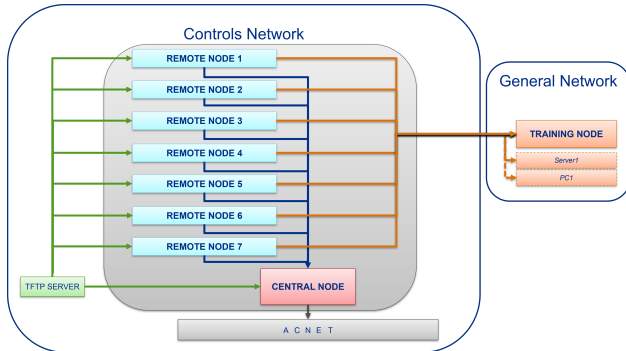 Controls Network
REMOTE NODE 1
REMOTE NODE 2
REMOTE NODE 3
REMOTE NODE 4
REMOTE NODE 5
REMOTE NODE 6
REMOTE NODE 7
TFTP SERVER
CENTRAL NODE
A C N E T
General Network
TRAINING NODE
Server1
PC1